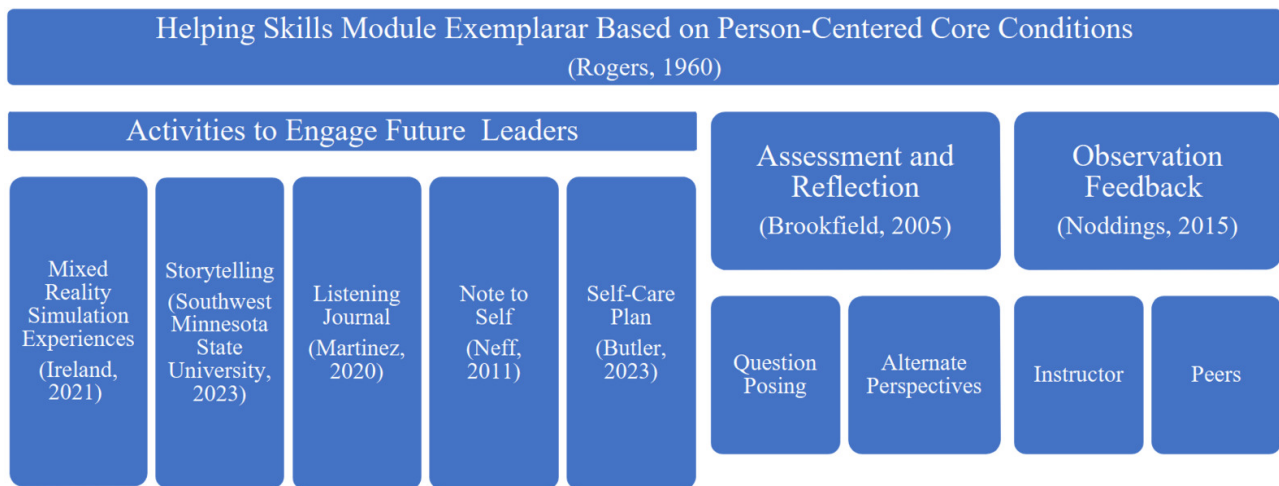 Helping Skills Module Exemplarar Based on Person-Centered Core Conditions
(Rogers, 1960)
Activities to Engage Future Leaders
Mixed
Reality
Simulation
Experiences
(Ireland,
2021)
Storytelling
(Southwest
Minnesota
State
University,
2023)
Listening
Journal
(Martinez,
2020)
Note to
Self
(Neff,
2011)
Self-Care
Plan
(Butler,
2023)
Assessment and
Reflection
(Brookfield, 2005)
Question
Posing
Alternate
Perspectives
Observation
Feedback
(Noddings, 2015)
Instructor
Peers